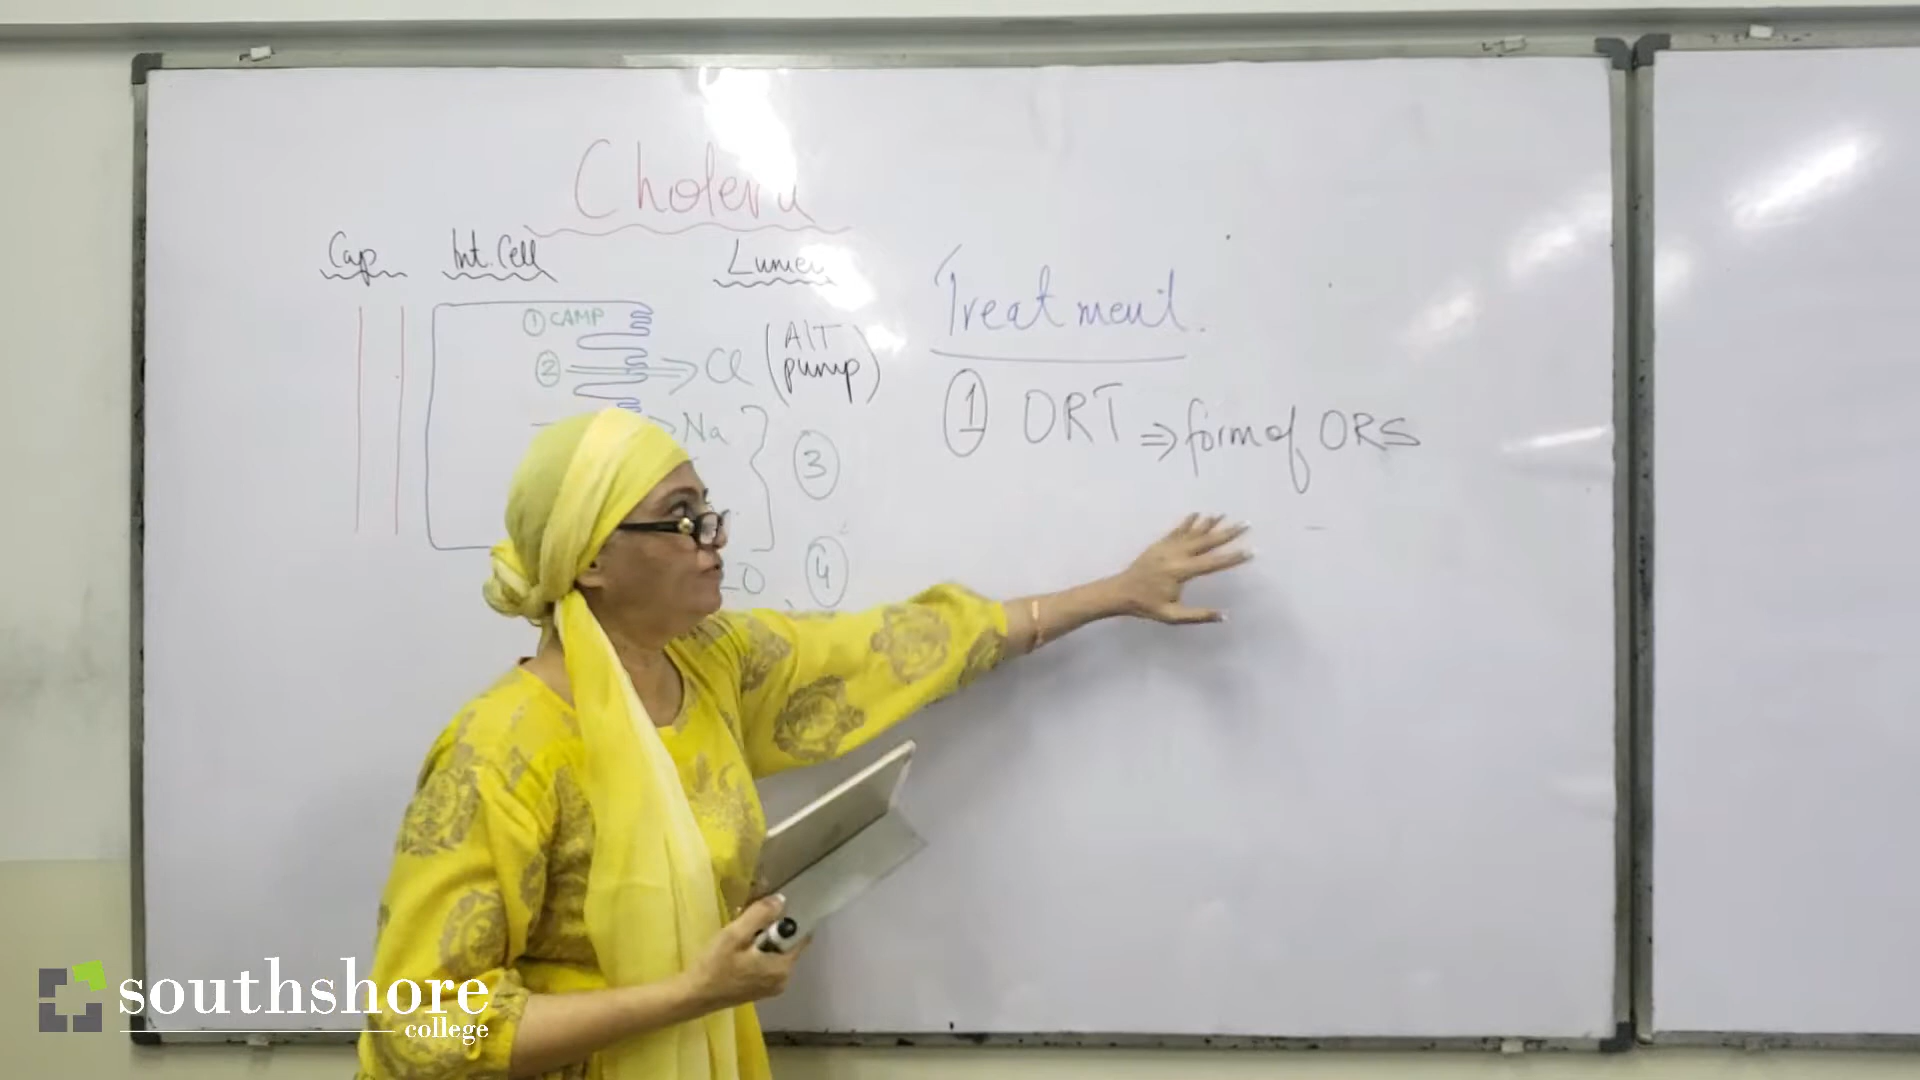 Cholera
Cap Int. Cell Lumen
① CAMP
② Cl (A/T pump)
Na
③
④
Treatment.
① ORT ⇒ form of ORS
southshore
college